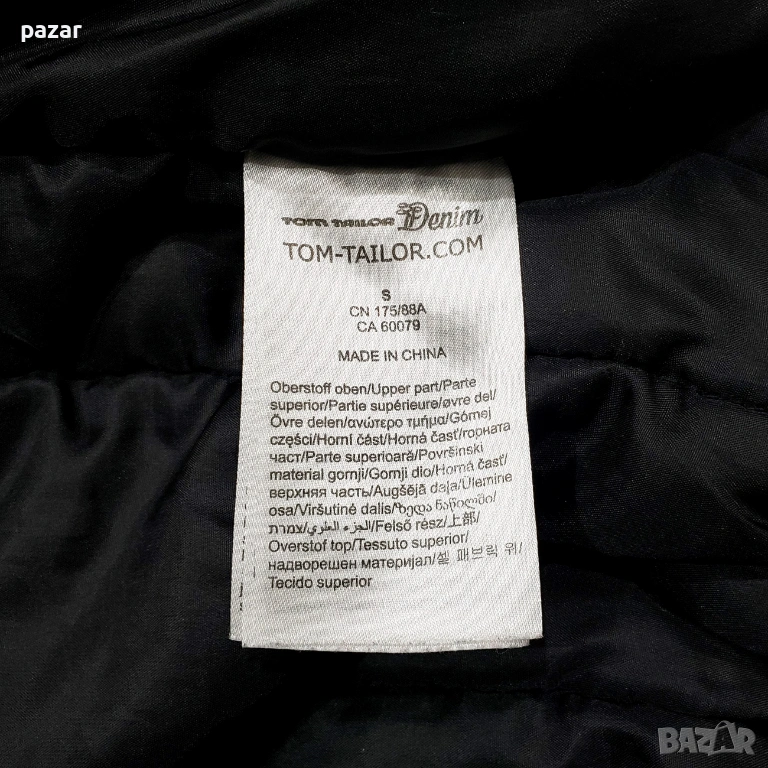 pazar
TOM TAILOR Denim
TOM-TAILOR.COM
S
CN 175/88A
CA 60079
MADE IN CHINA
Oberstoff oben/Upper part/Parte
superior/Partie supérieure/øvre del/
Övre delen/ανώτερο τμήμα/Górnej
części/Horní část/Horná časť/горната
част/Parte superioară/Površinski
material gornji/Gornji dio/Horná časť/
верхняя часть/Augšējā daļa/Ülemine
osa/Viršutinė dalis/ზედა ნაწილში/
צמרת/الجزء العلوي/Felső rész/上部/
Overstof top/Tessuto superior/
надворешен материјал/셀 패브릭 위/
Tecido superior
BAZAR